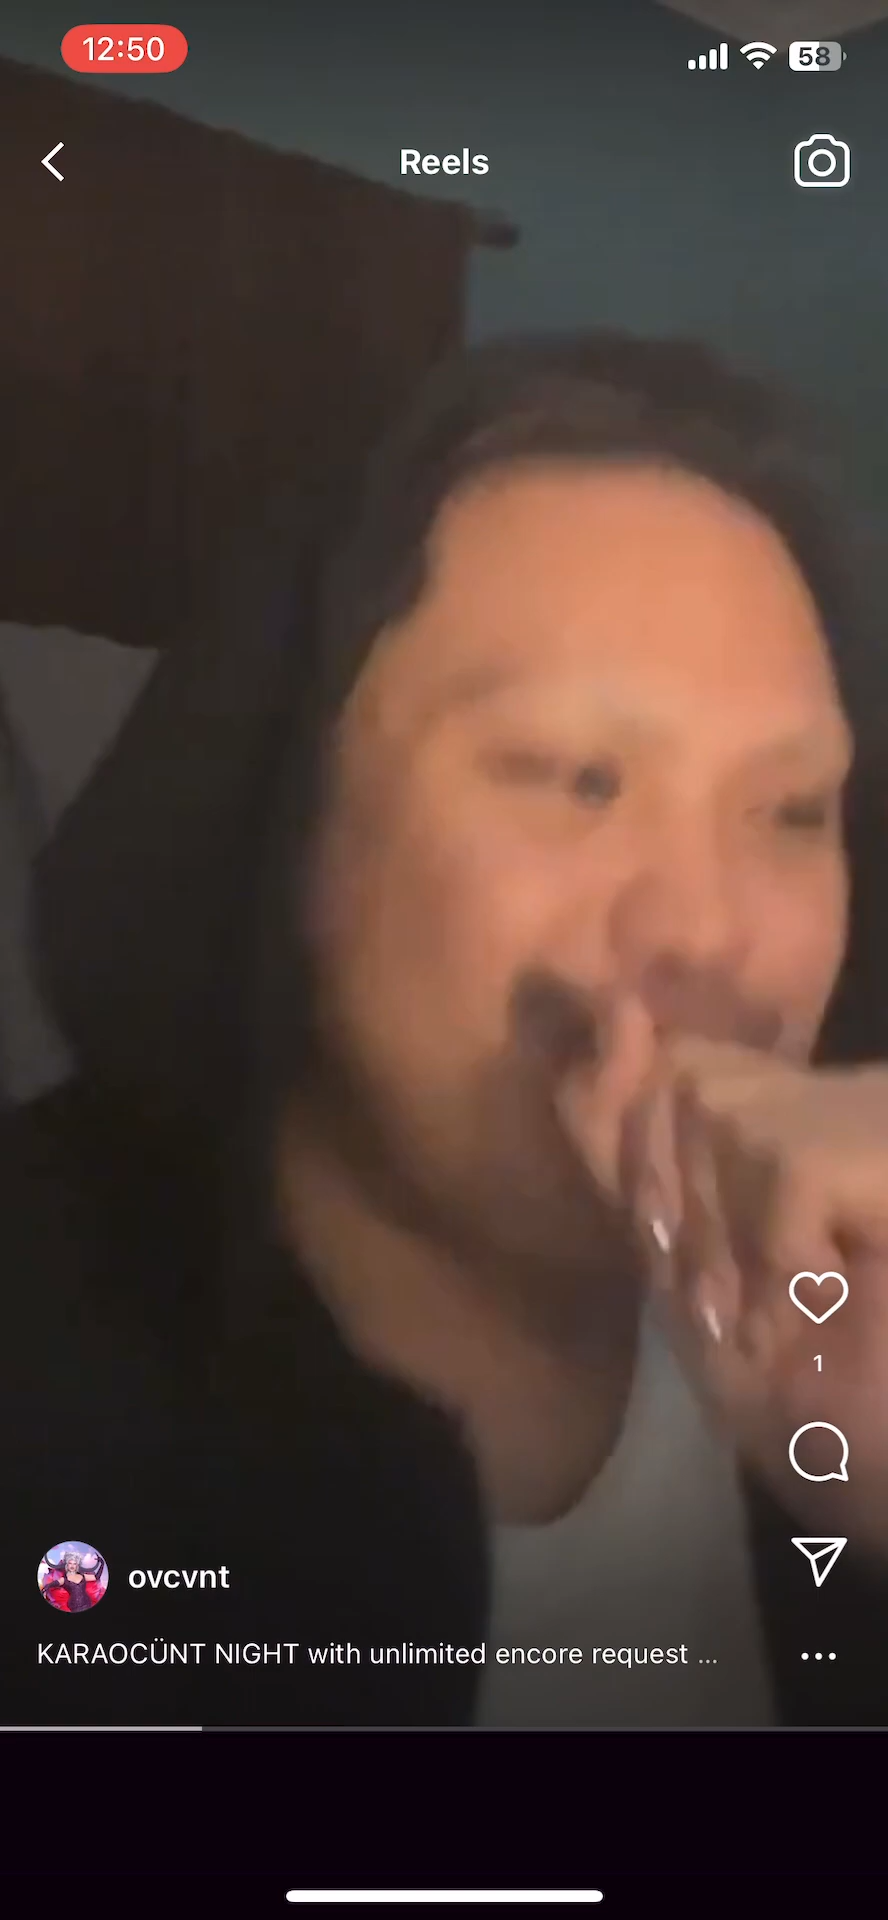 12:50
58
Reels
1
ovcvnt
KARAOCÜNT NIGHT with unlimited encore request ...